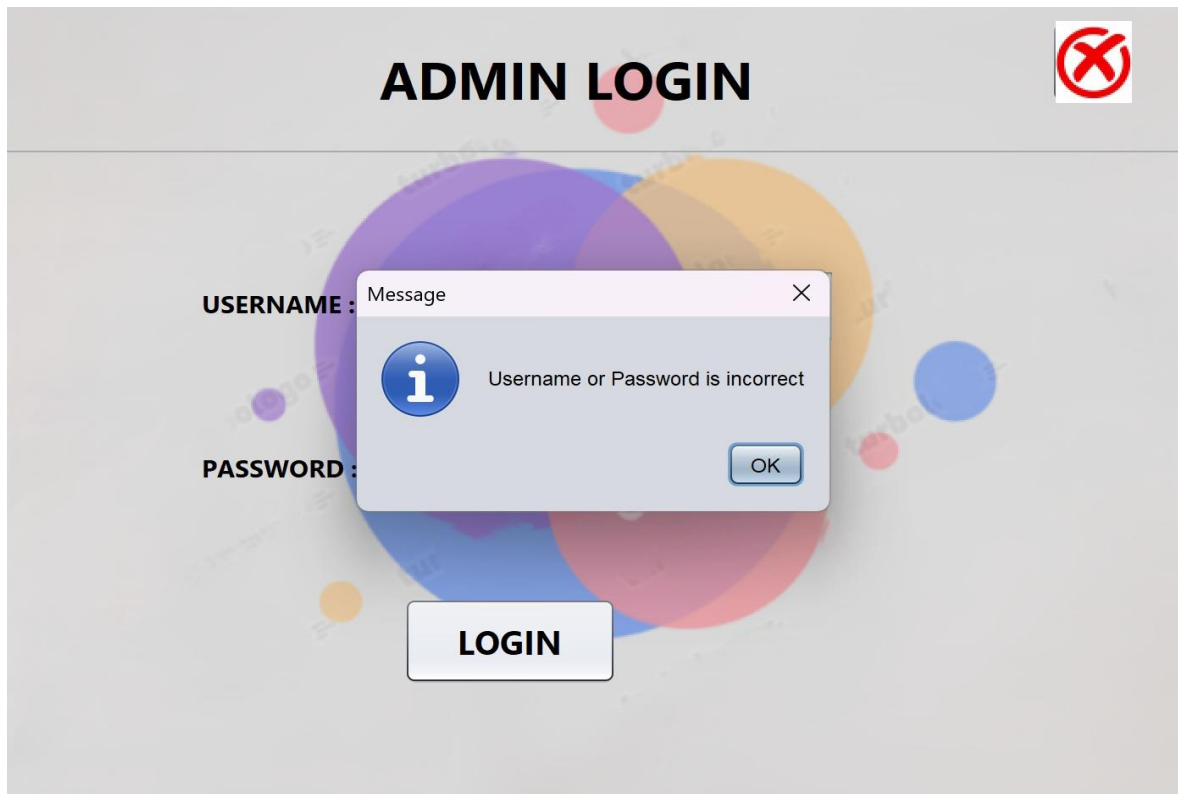 ADMIN LOGIN
USERNAME :
Message
Username or Password is incorrect
OK
PASSWORD :
LOGIN